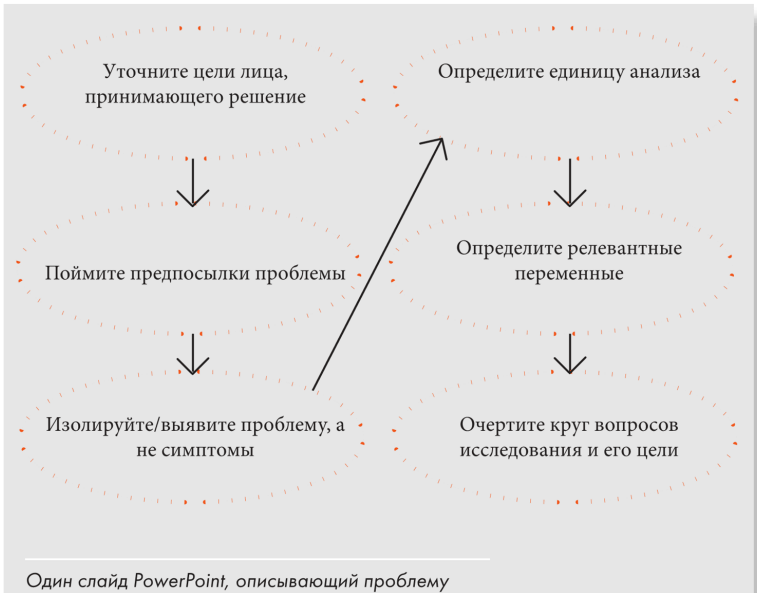 Уточните цели лица,
принимающего решение
Поймите предпосылки проблемы
Изолируйте/выявите проблему, а
не симптомы
Определите единицу анализа
Определите релевантные
переменные
Очертите круг вопросов
исследования и его цели
Один слайд PowerPoint, описывающий проблему